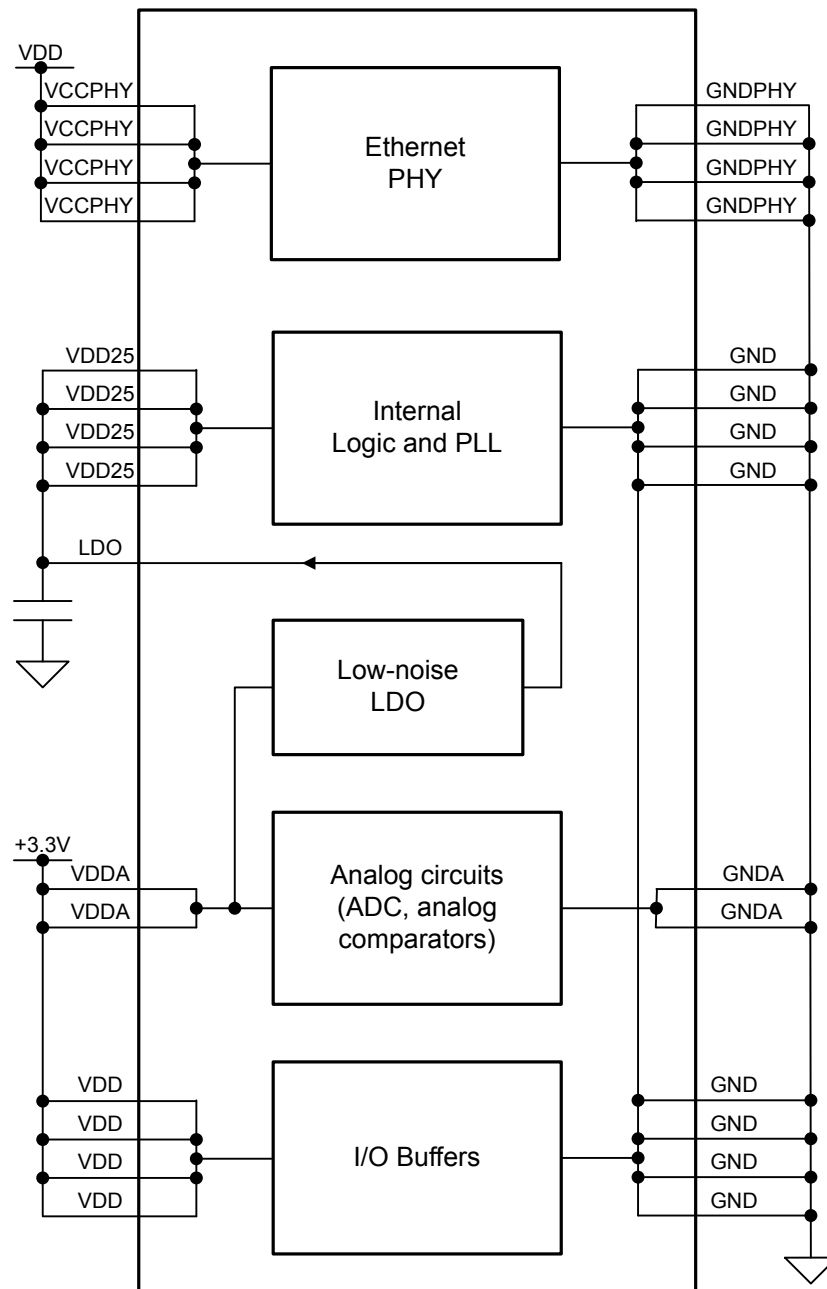 VDD
VCCPHY
VCCPHY
VCCPHY
VCCPHY
Ethernet
PHY
GNDPHY
GNDPHY
GNDPHY
GNDPHY
VDD25
VDD25
VDD25
VDD25
Internal
Logic and PLL
GND
GND
GND
GND
LDO
Low-noise
LDO
+3.3V
VDDA
VDDA
Analog circuits
(ADC, analog
comparators)
GNDA
GNDA
VDD
VDD
VDD
VDD
I/O Buffers
GND
GND
GND
GND